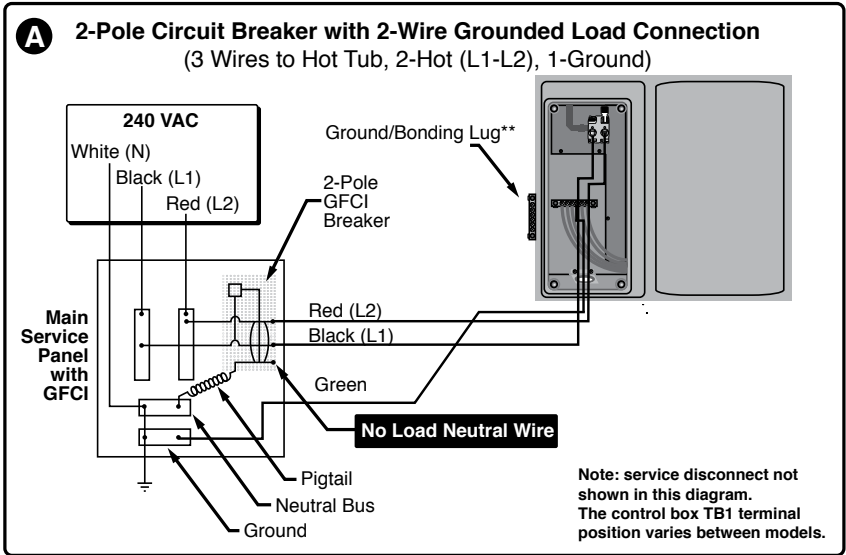 A
2-Pole Circuit Breaker with 2-Wire Grounded Load Connection
(3 Wires to Hot Tub, 2-Hot (L1-L2), 1-Ground)
240 VAC
White (N)
Black (L1)
Red (L2)
Ground/Bonding Lug**
2-Pole
GFCI
Breaker
Main
Service
Panel
with
GFCI
Red (L2)
Black (L1)
Green
No Load Neutral Wire
Pigtail
Neutral Bus
Ground
Note: service disconnect not
shown in this diagram.
The control box TB1 terminal
position varies between models.